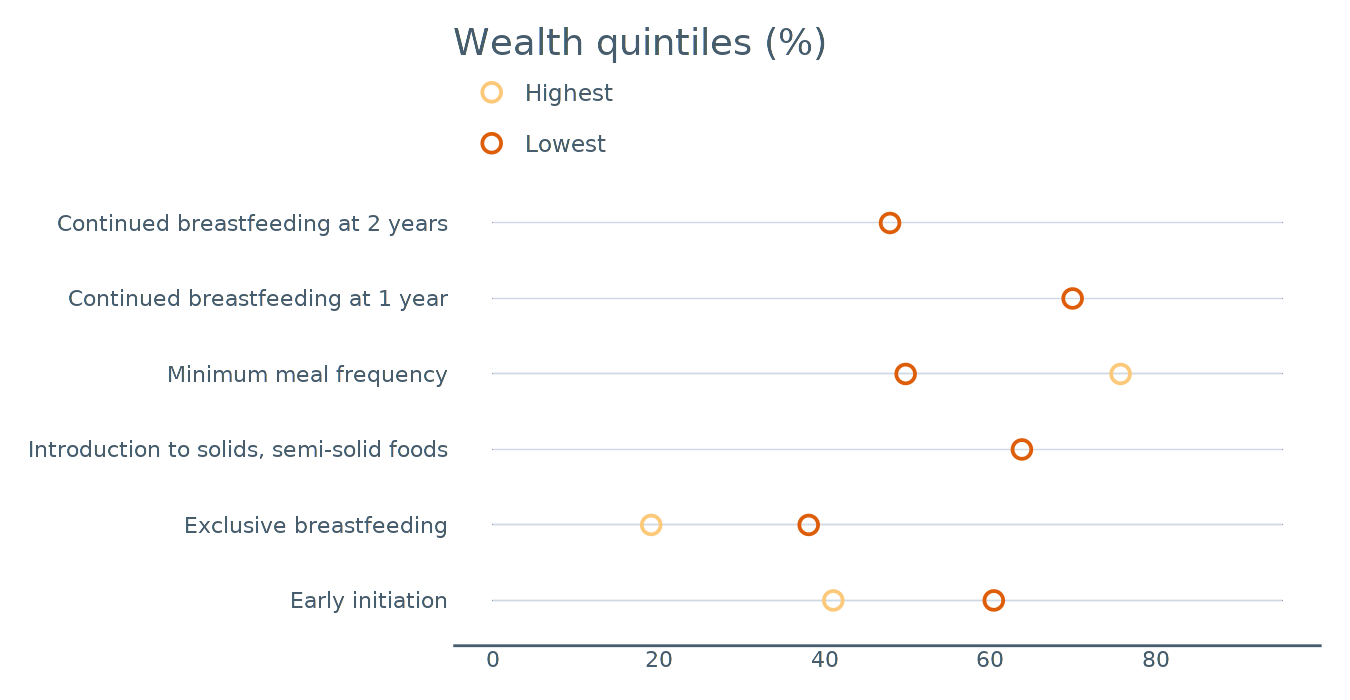 Wealth quintiles (%)
Highest
Lowest
Continued breastfeeding at 2 years
Continued breastfeeding at 1 year
Minimum meal frequency
Introduction to solids, semi-solid foods
Exclusive breastfeeding
Early initiation
0 20 40 60 80